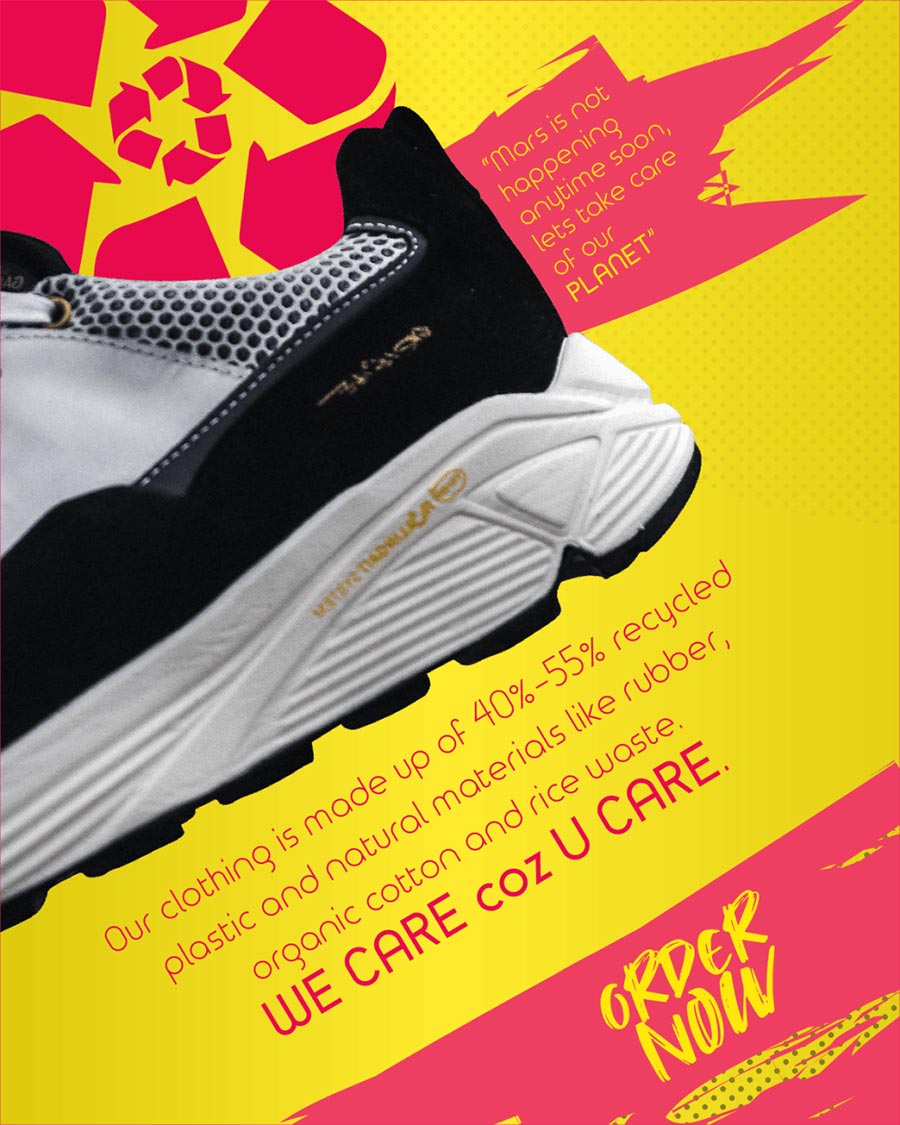 “Mars is not
happening
anytime soon,
lets take care
of our
PLANET”
Our clothing is made up of 40%-55% recycled
plastic and natural materials like rubber,
organic cotton and rice waste.
WE CARE coz U CARE.
ORDER
NOW